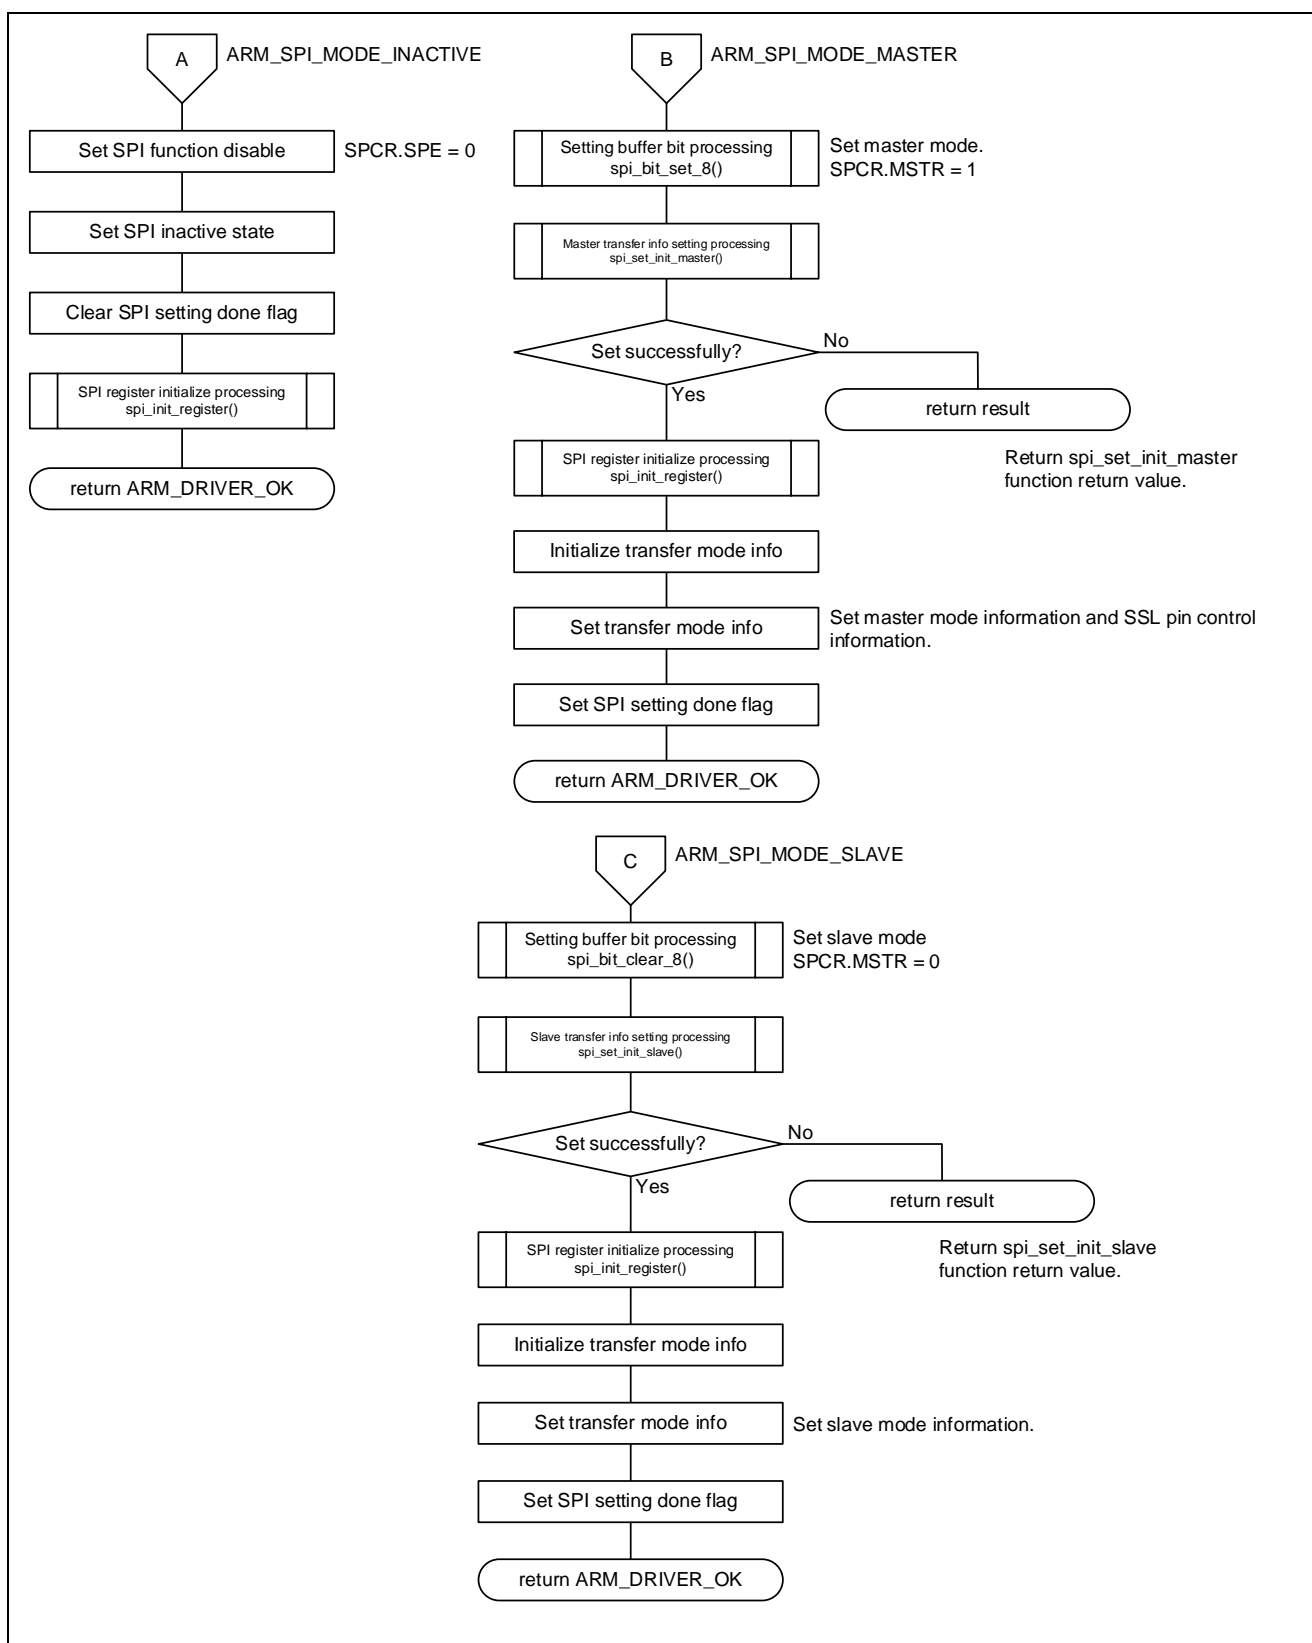 A
ARM_SPI_MODE_INACTIVE
Set SPI function disable
SPCR.SPE = 0
Set SPI inactive state
Clear SPI setting done flag
SPI register initialize processing
spi_init_register()
return ARM_DRIVER_OK
B
ARM_SPI_MODE_MASTER
Setting buffer bit processing
spi_bit_set_8()
Set master mode.
SPCR.MSTR = 1
Master transfer info setting processing
spi_set_init_master()
Set successfully?
No
Yes
return result
Return spi_set_init_master
function return value.
SPI register initialize processing
spi_init_register()
Initialize transfer mode info
Set transfer mode info
Set master mode information and SSL pin control
information.
Set SPI setting done flag
return ARM_DRIVER_OK
C
ARM_SPI_MODE_SLAVE
Setting buffer bit processing
spi_bit_clear_8()
Set slave mode
SPCR.MSTR = 0
Slave transfer info setting processing
spi_set_init_slave()
Set successfully?
No
Yes
return result
Return spi_set_init_slave
function return value.
SPI register initialize processing
spi_init_register()
Initialize transfer mode info
Set transfer mode info
Set slave mode information.
Set SPI setting done flag
return ARM_DRIVER_OK